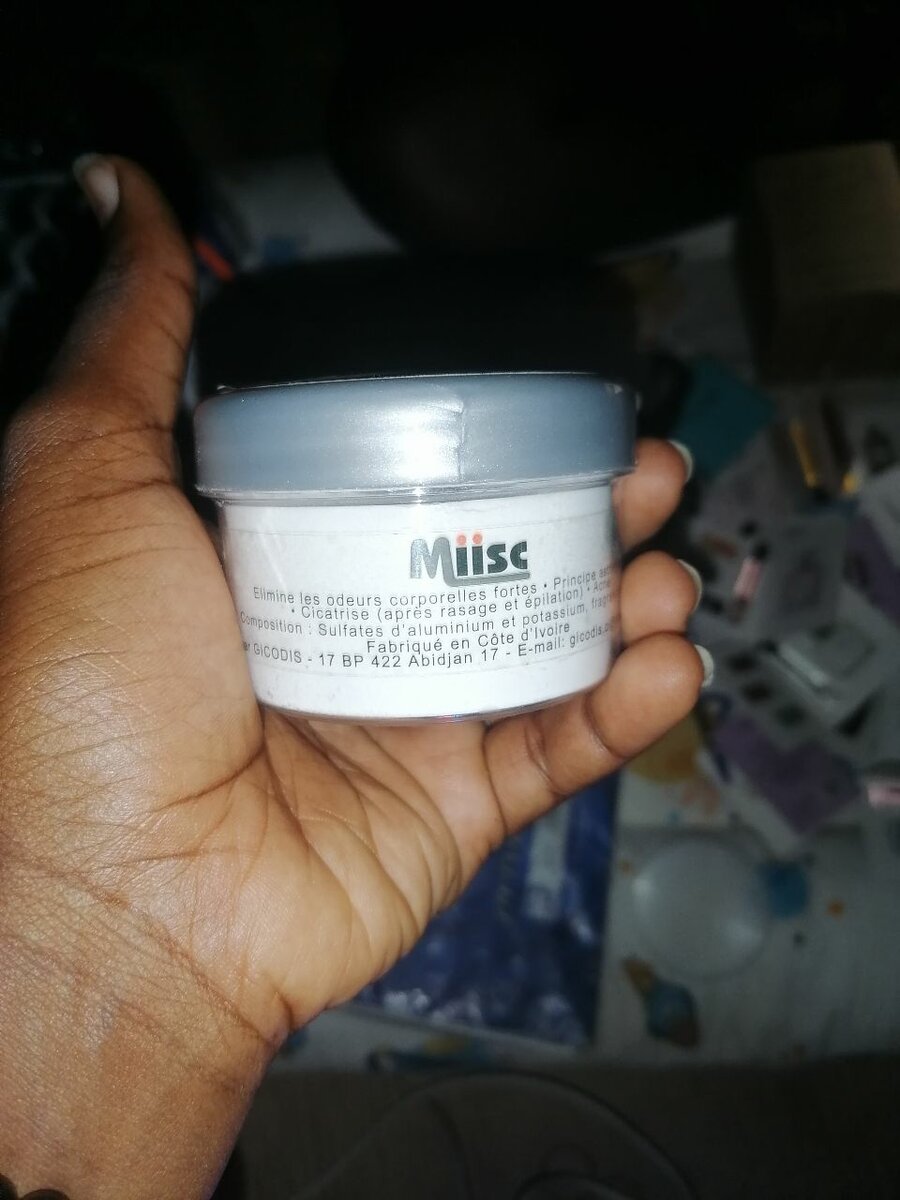 Miisc
Elimine les odeurs corporelles fortes • Principe
• Cicatrise (après rasage et épilation) •
Composition : Sulfates d'aluminium et potassium,
Fabriqué en Côte d'Ivoire
GICODIS - 17 BP 422 Abidjan 17 - E-mail: